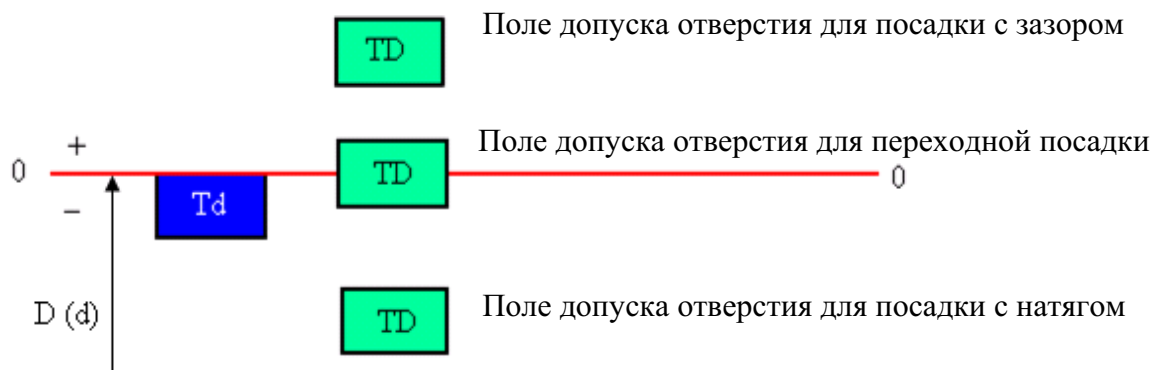 TD Поле допуска отверстия для посадки с зазором
+ Поле допуска отверстия для переходной посадки
0 TD 0
– Td
D (d) TD Поле допуска отверстия для посадки с натягом